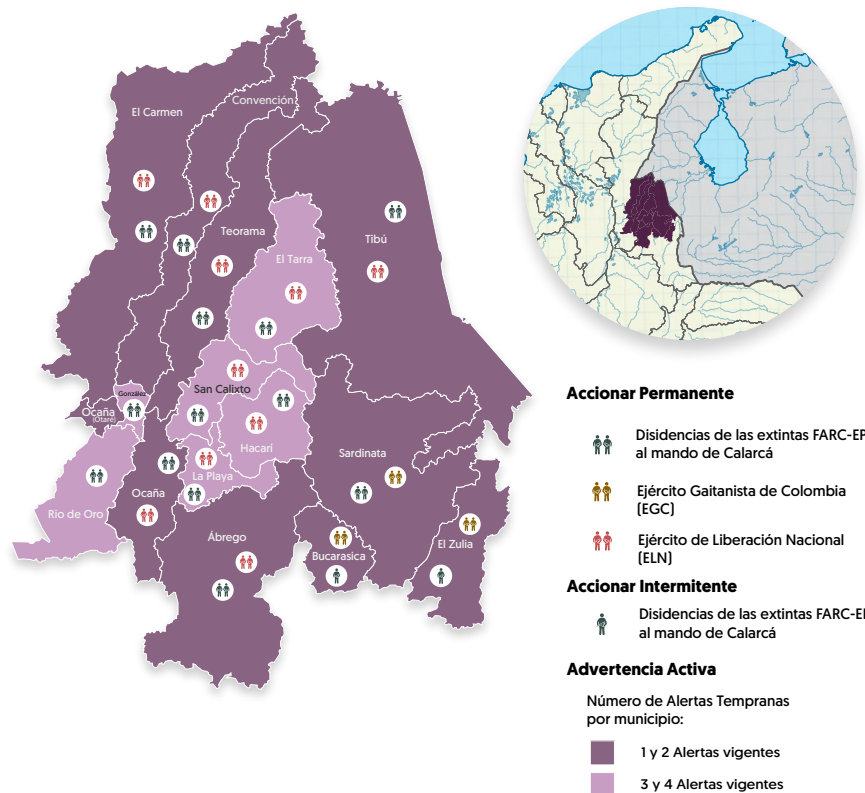 El Carmen
Convención
Teorama
Tibú
El Tarra
San Calixto
González
Ocaña
(Otaré)
Hacarí
La Playa
Sardinata
Rio de Oro
Ocaña
Ábrego
Bucarasica
El Zulia
Accionar Permanente
Disidencias de las extintas FARC-EP
al mando de Calarcá
Ejército Gaitanista de Colombia
(EGC)
Ejército de Liberación Nacional
(ELN)
Accionar Intermitente
Disidencias de las extintas FARC-EP
al mando de Calarcá
Advertencia Activa
Número de Alertas Tempranas
por municipio:
1 y 2 Alertas vigentes
3 y 4 Alertas vigentes